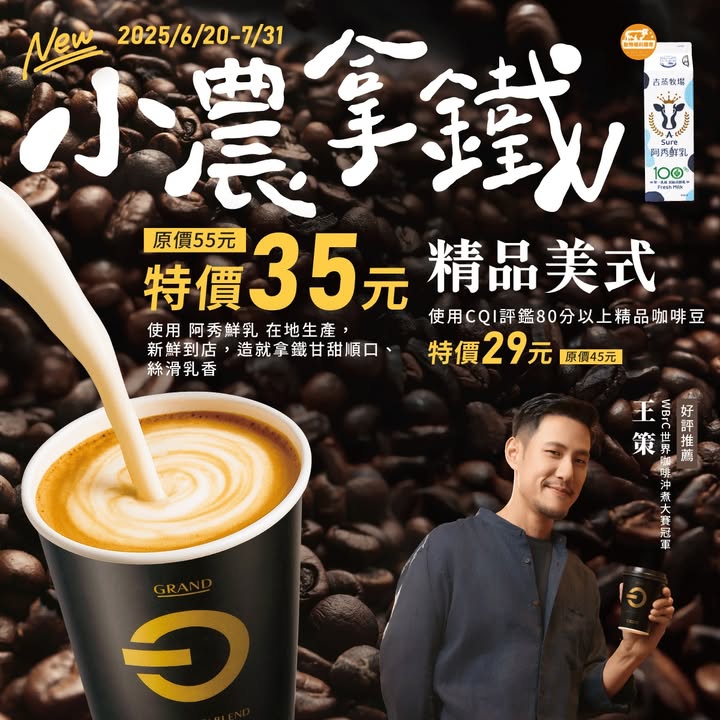 New 2025/6/20-7/31
小農拿鐵
原價55元
特價35元
使用 阿秀鮮乳 在地生產，
新鮮到店，造就拿鐵甘甜順口、
絲滑乳香
精品美式
使用CQI評鑑80分以上精品咖啡豆
特價29元 原價45元
吉蒸牧場
A
Sure
阿秀鮮乳
100
Fresh Milk
好評推薦
WBrC世界咖啡沖煮大賽冠軍
王策
GRAND
BLEND